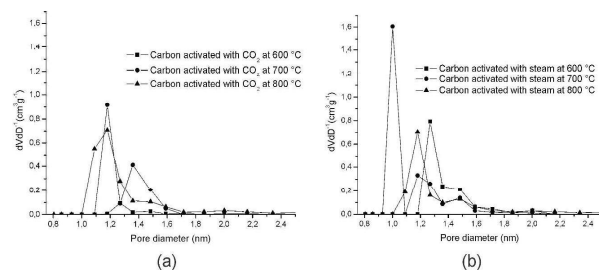 1,6
1,4
1,2
1,0
0,8
0,6
0,4
0,2
0,0
dVdD⁻¹(cm³g⁻¹)
Carbon activated with CO₂ at 600 °C
Carbon activated with CO₂ at 700 °C
Carbon activated with CO₂ at 800 °C
0,8 1,0 1,2 1,4 1,6 1,8 2,0 2,2 2,4
Pore diameter (nm)
(a)
1,6
1,4
1,2
1,0
0,8
0,6
0,4
0,2
0,0
dVdD⁻¹(cm³g⁻¹)
Carbon activated with steam at 600 °C
Carbon activated with steam at 700 °C
Carbon activated with steam at 800 °C
0,8 1,0 1,2 1,4 1,6 1,8 2,0 2,2 2,4
Pore diameter (nm)
(b)